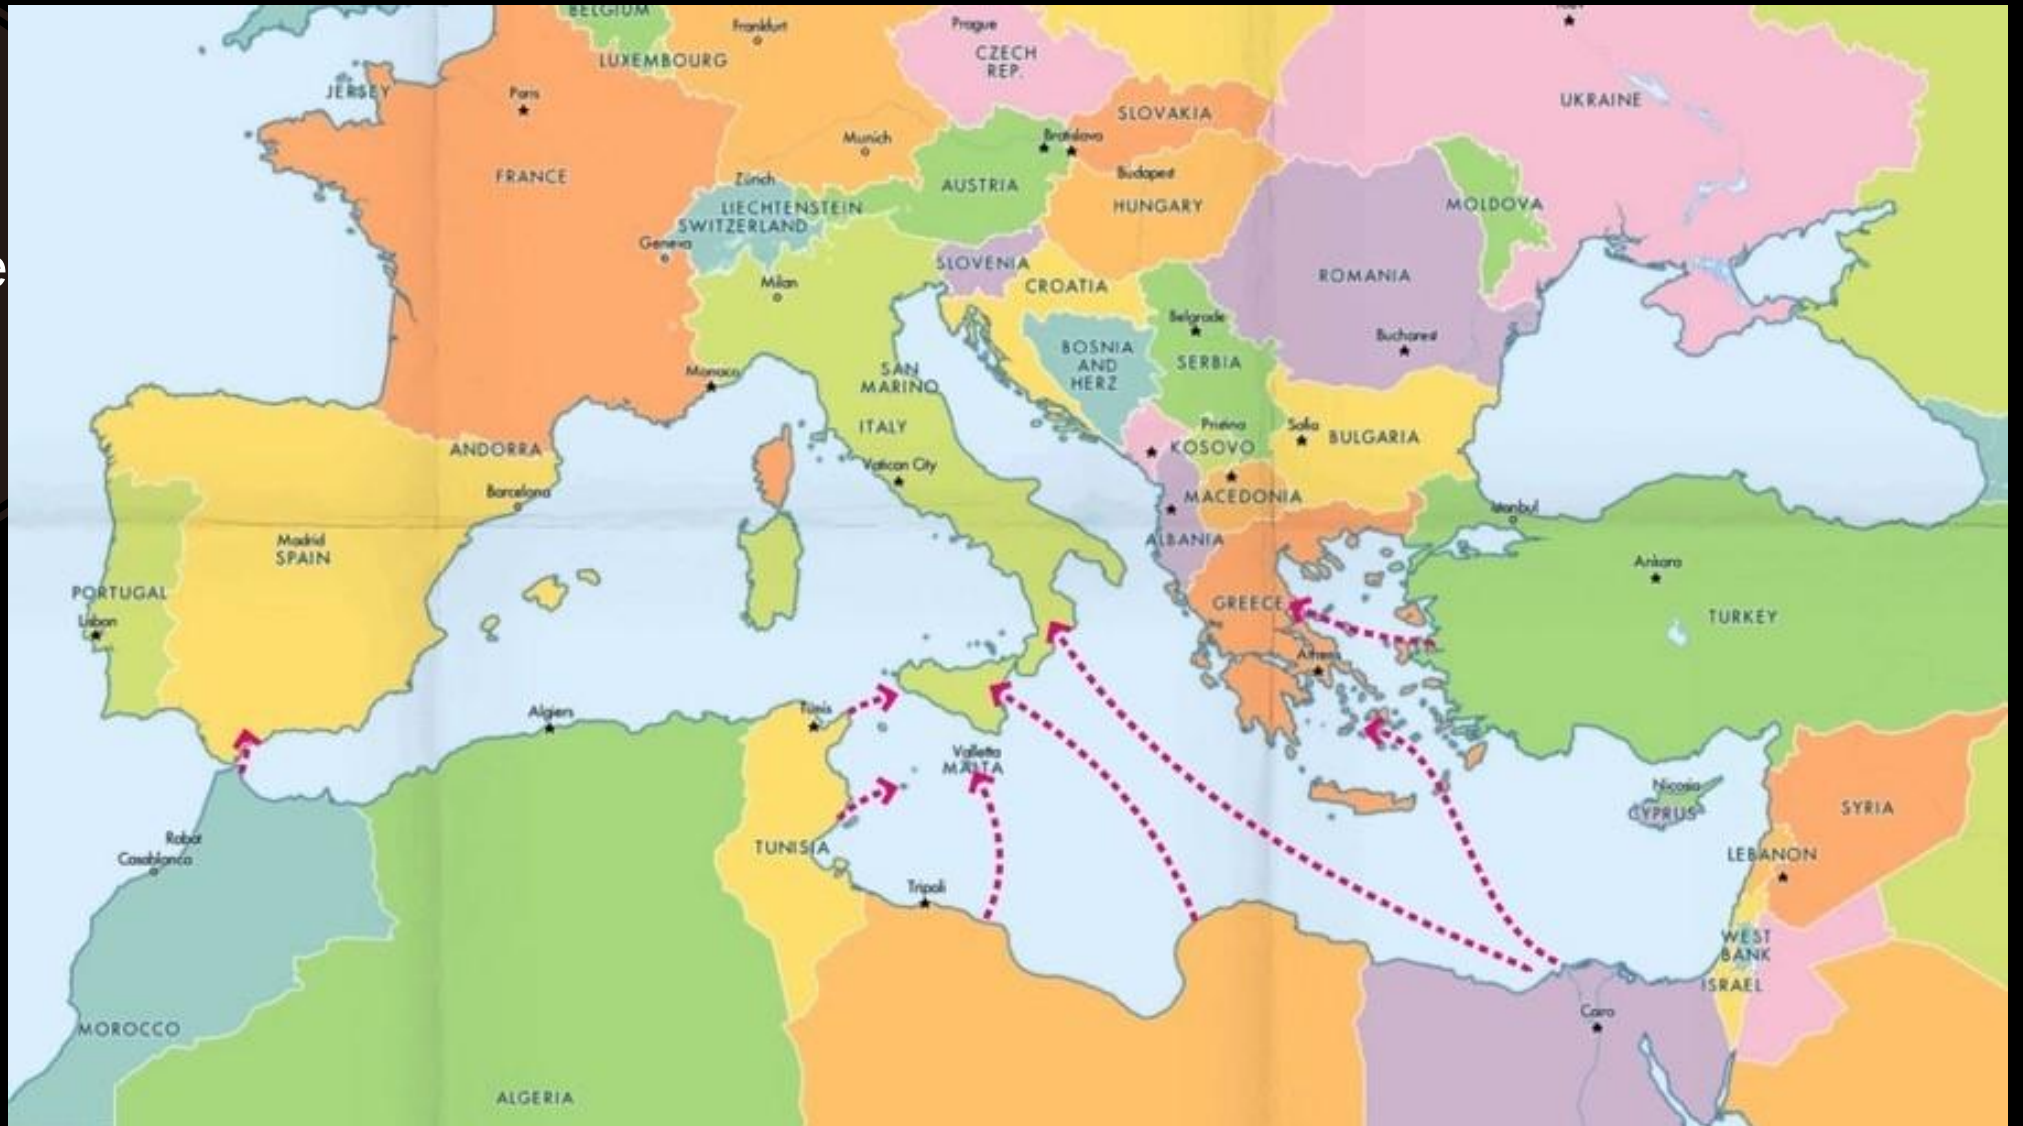 BELGIUM
Frankfurt
Prague
CZECH
REP.
LUXEMBOURG
JERSEY
Paris
UKRAINE
SLOVAKIA
Munich
Bratislava
FRANCE
Zürich
AUSTRIA
Budapest
HUNGARY
LIECHTENSTEIN
SWITZERLAND
MOLDOVA
Geneva
SLOVENIA
ROMANIA
Milan
CROATIA
Belgrade
Bucharest
BOSNIA
AND
HERZ
SERBIA
Monaco
SAN
MARINO
ITALY
Pristina
Sofia
BULGARIA
ANDORRA
KOSOVO
Vatican City
Barcelona
MACEDONIA
Istanbul
Madrid
SPAIN
ALBANIA
Ankara
PORTUGAL
Lisbon
GREECE
TURKEY
Athens
Algiers
Tunis
Valletta
MALTA
Nicosia
CYPRUS
SYRIA
Rabat
Casablanca
TUNISIA
LEBANON
Tripoli
WEST
BANK
ISRAEL
Cairo
MOROCCO
ALGERIA